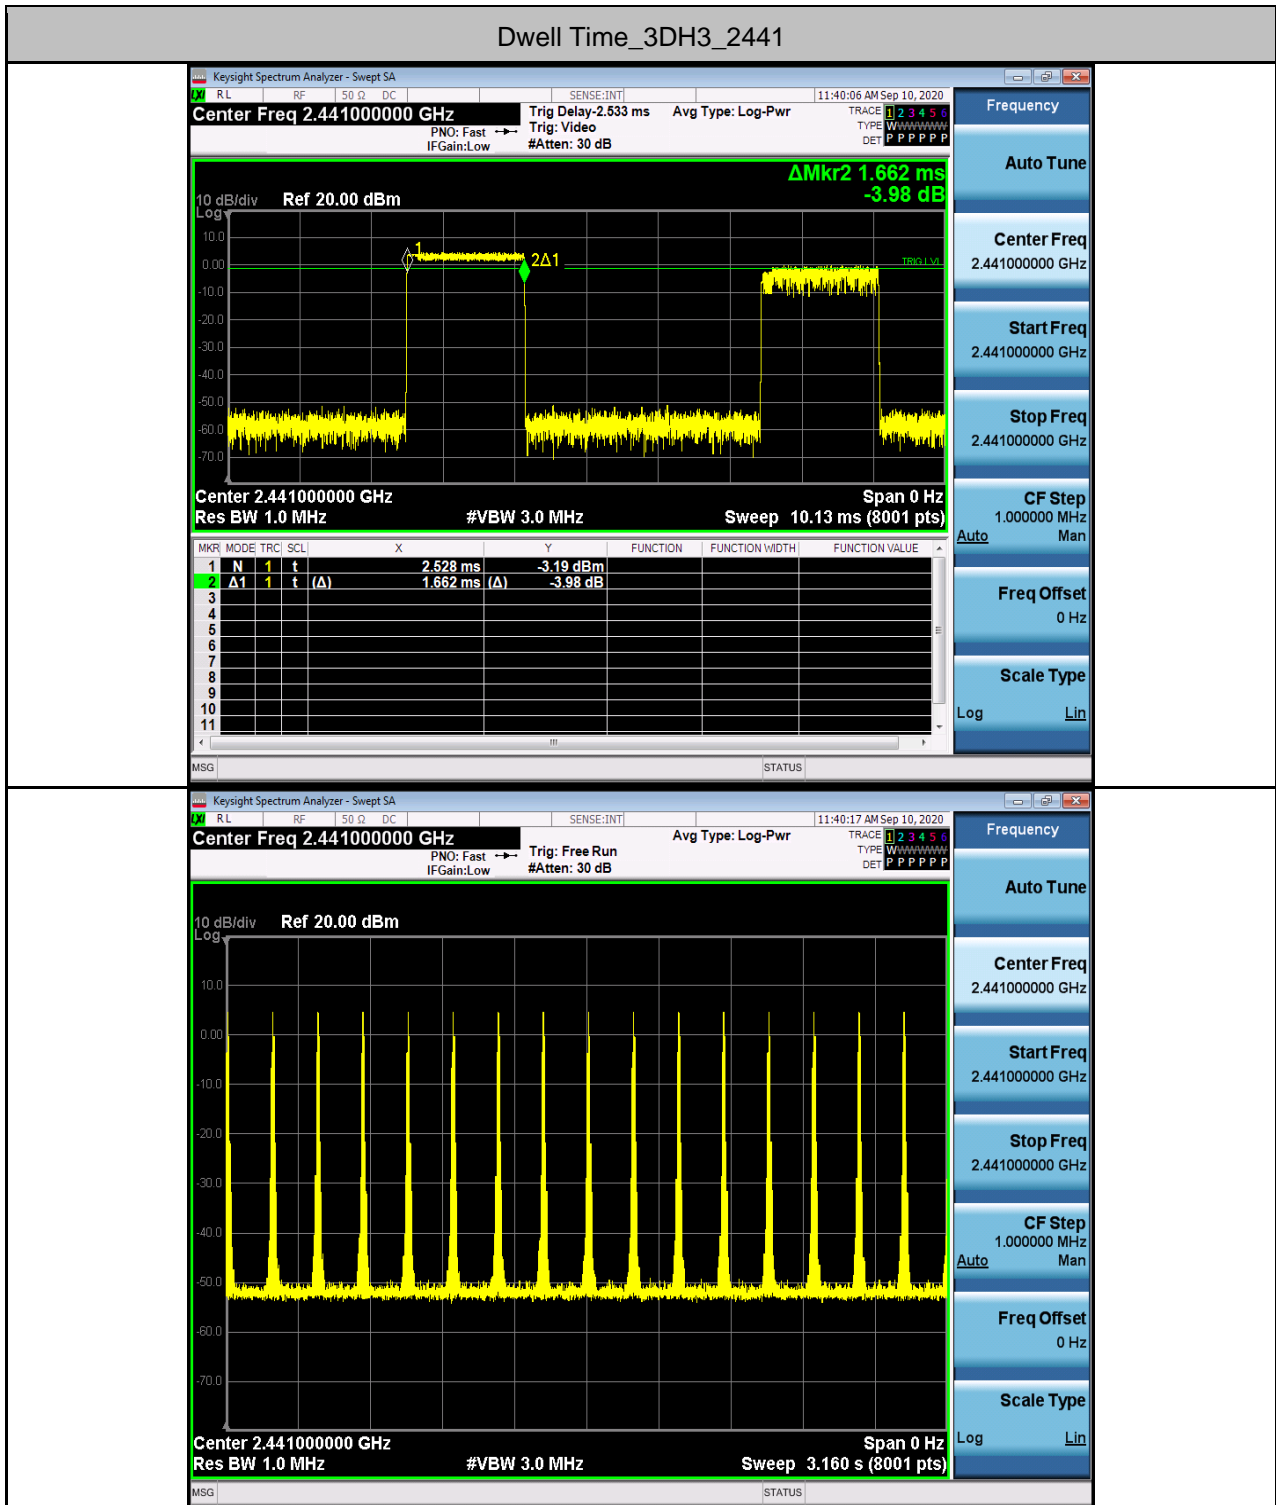 Dwell Time_3DH3_2441
Keysight Spectrum Analyzer - Swept SA
LXI RL RF 50 Ω DC SENSE:INT 11:40:06 AM Sep 10, 2020
Center Freq 2.441000000 GHz
PNO: Fast
IFGain:Low
Trig Delay-2.533 ms
Trig: Video
#Atten: 30 dB
Avg Type: Log-Pwr
TRACE 1 2 3 4 5 6
TYPE WWWWWW
DET P P P P P P
ΔMkr2 1.662 ms
-3.98 dB
10 dB/div Ref 20.00 dBm
Log
10.0
0.00
-10.0
-20.0
-30.0
-40.0
-50.0
-60.0
-70.0
1
2Δ1
TRIG LVL
Center 2.441000000 GHz Span 0 Hz
Res BW 1.0 MHz #VBW 3.0 MHz Sweep 10.13 ms (8001 pts)
MKR MODE TRC SCL X Y FUNCTION FUNCTION WIDTH FUNCTION VALUE
1 N 1 t 2.528 ms -3.19 dBm
2 Δ1 1 t (Δ) 1.662 ms (Δ) -3.98 dB
3
4
5
6
7
8
9
10
11
MSG STATUS
Frequency
Auto Tune
Center Freq
2.441000000 GHz
Start Freq
2.441000000 GHz
Stop Freq
2.441000000 GHz
CF Step
1.000000 MHz
Auto Man
Freq Offset
0 Hz
Scale Type
Log Lin
Keysight Spectrum Analyzer - Swept SA
LXI RL RF 50 Ω DC SENSE:INT 11:40:17 AM Sep 10, 2020
Center Freq 2.441000000 GHz
PNO: Fast
IFGain:Low
Trig: Free Run
#Atten: 30 dB
Avg Type: Log-Pwr
TRACE 1 2 3 4 5 6
TYPE WWWWWW
DET P P P P P P
10 dB/div Ref 20.00 dBm
Log
10.0
0.00
-10.0
-20.0
-30.0
-40.0
-50.0
-60.0
-70.0
Center 2.441000000 GHz Span 0 Hz
Res BW 1.0 MHz #VBW 3.0 MHz Sweep 3.160 s (8001 pts)
MSG STATUS
Frequency
Auto Tune
Center Freq
2.441000000 GHz
Start Freq
2.441000000 GHz
Stop Freq
2.441000000 GHz
CF Step
1.000000 MHz
Auto Man
Freq Offset
0 Hz
Scale Type
Log Lin